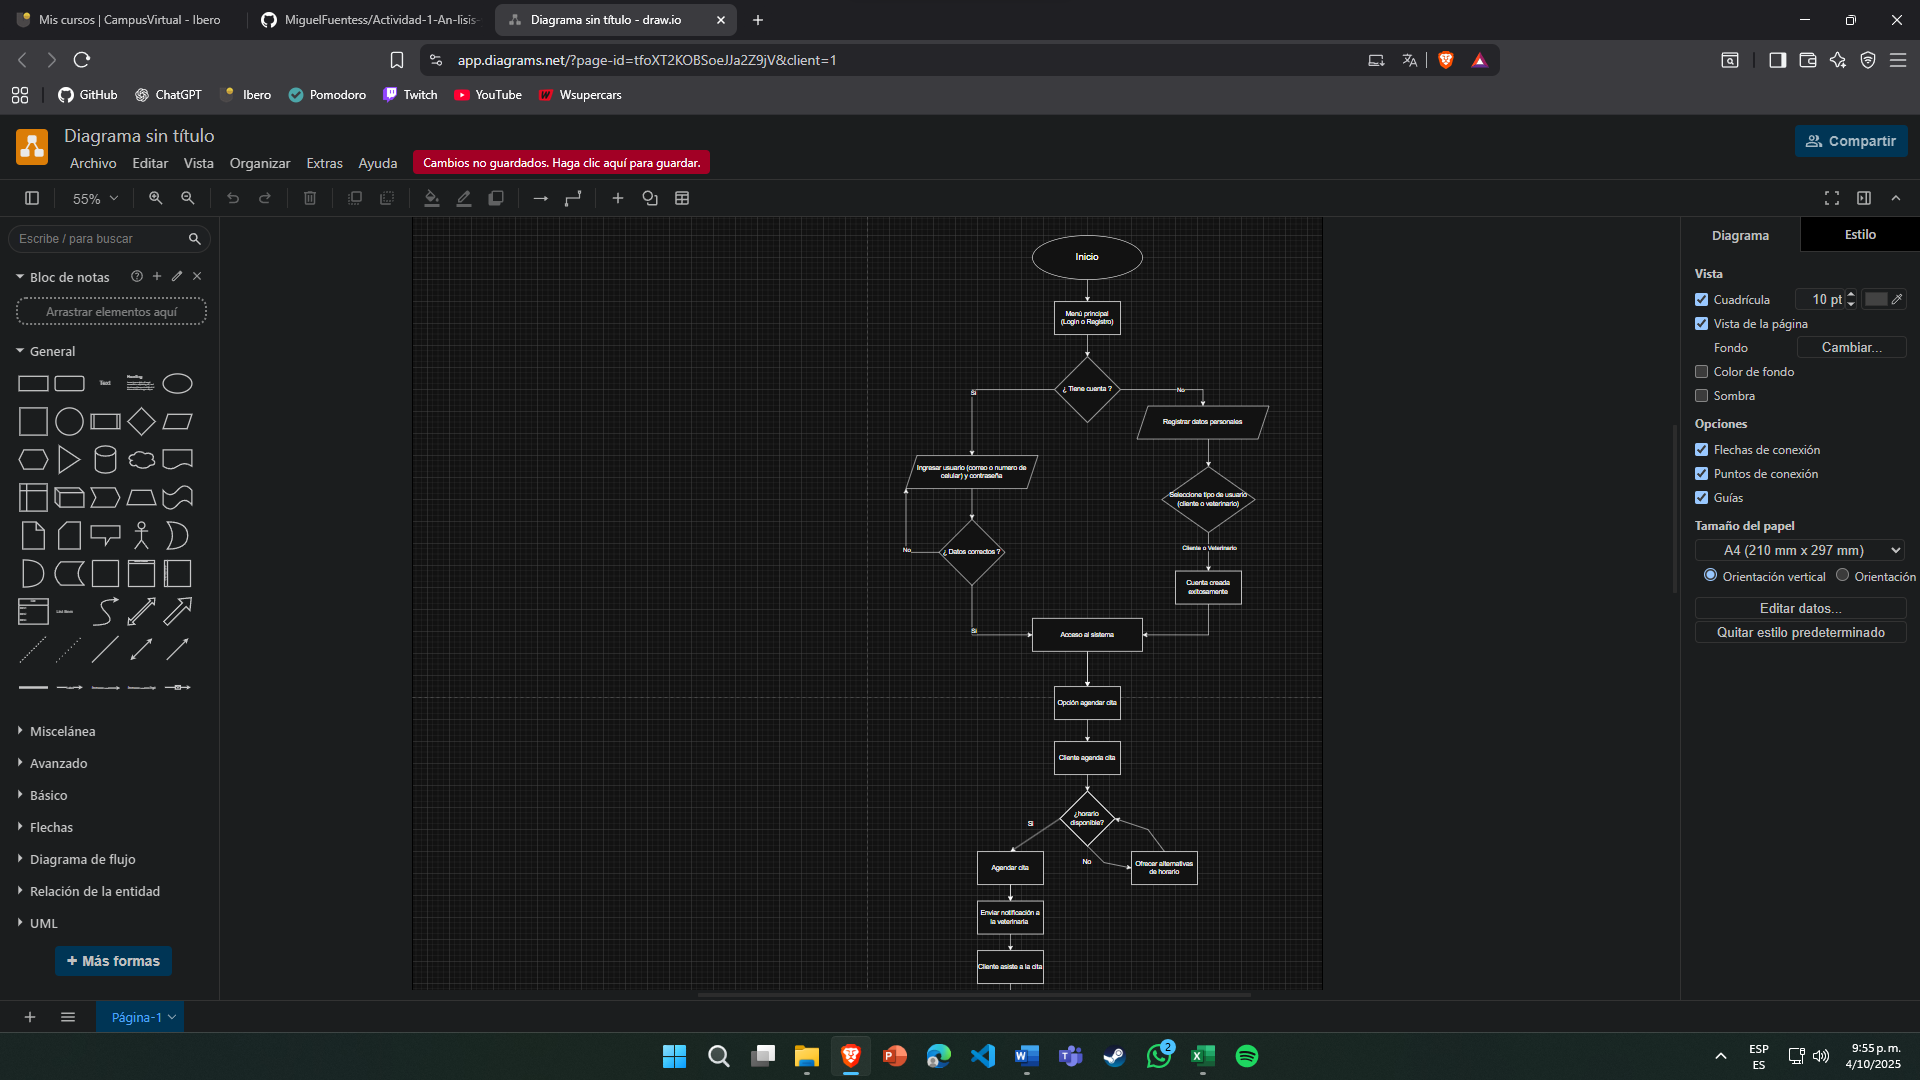 Mis cursos | CampusVirtual - Ibero
MiguelFuentess/Actividad-1-An-lisis-
Diagrama sin título - draw.io
app.diagrams.net/?page-id=tfoXT2KOBSoeJJa2Z9jV&client=1
GitHub
ChatGPT
Ibero
Pomodoro
Twitch
YouTube
Wsupercars
Diagrama sin título
Archivo
Editar
Vista
Organizar
Extras
Ayuda
Cambios no guardados. Haga clic aquí para guardar.
Compartir
55%
Escribe / para buscar
Bloc de notas
Arrastrar elementos aquí
General
Text
Heading
List
Misceláneа
Avanzado
Básico
Flechas
Diagrama de flujo
Relación de la entidad
UML
+ Más formas
Inicio
Menú principal
(Login o Registro)
¿ Tiene cuenta ?
Si
No
Registrar datos personales
Ingresar usuario (correo o numero de
celular) y contraseña
Seleccione tipo de usuario
(cliente o veterinario)
¿ Datos correctos ?
No
Cliente o Veterinario
Cuenta creada
exitosamente
Si
Acceso al sistema
Opción agendar cita
Cliente agenda cita
¿horario
disponible?
Si
No
Agendar cita
Ofrecer alternativas
de horario
Enviar notificación a
la veterinaria
Cliente asiste a la cita
Diagrama
Estilo
Vista
Cuadrícula
10 pt
Vista de la página
Fondo
Cambiar...
Color de fondo
Sombra
Opciones
Flechas de conexión
Puntos de conexión
Guías
Tamaño del papel
A4 (210 mm x 297 mm)
Orientación vertical
Orientación
Editar datos...
Quitar estilo predeterminado
Página-1
2
ESP
ES
9:55 p. m.
4/10/2025